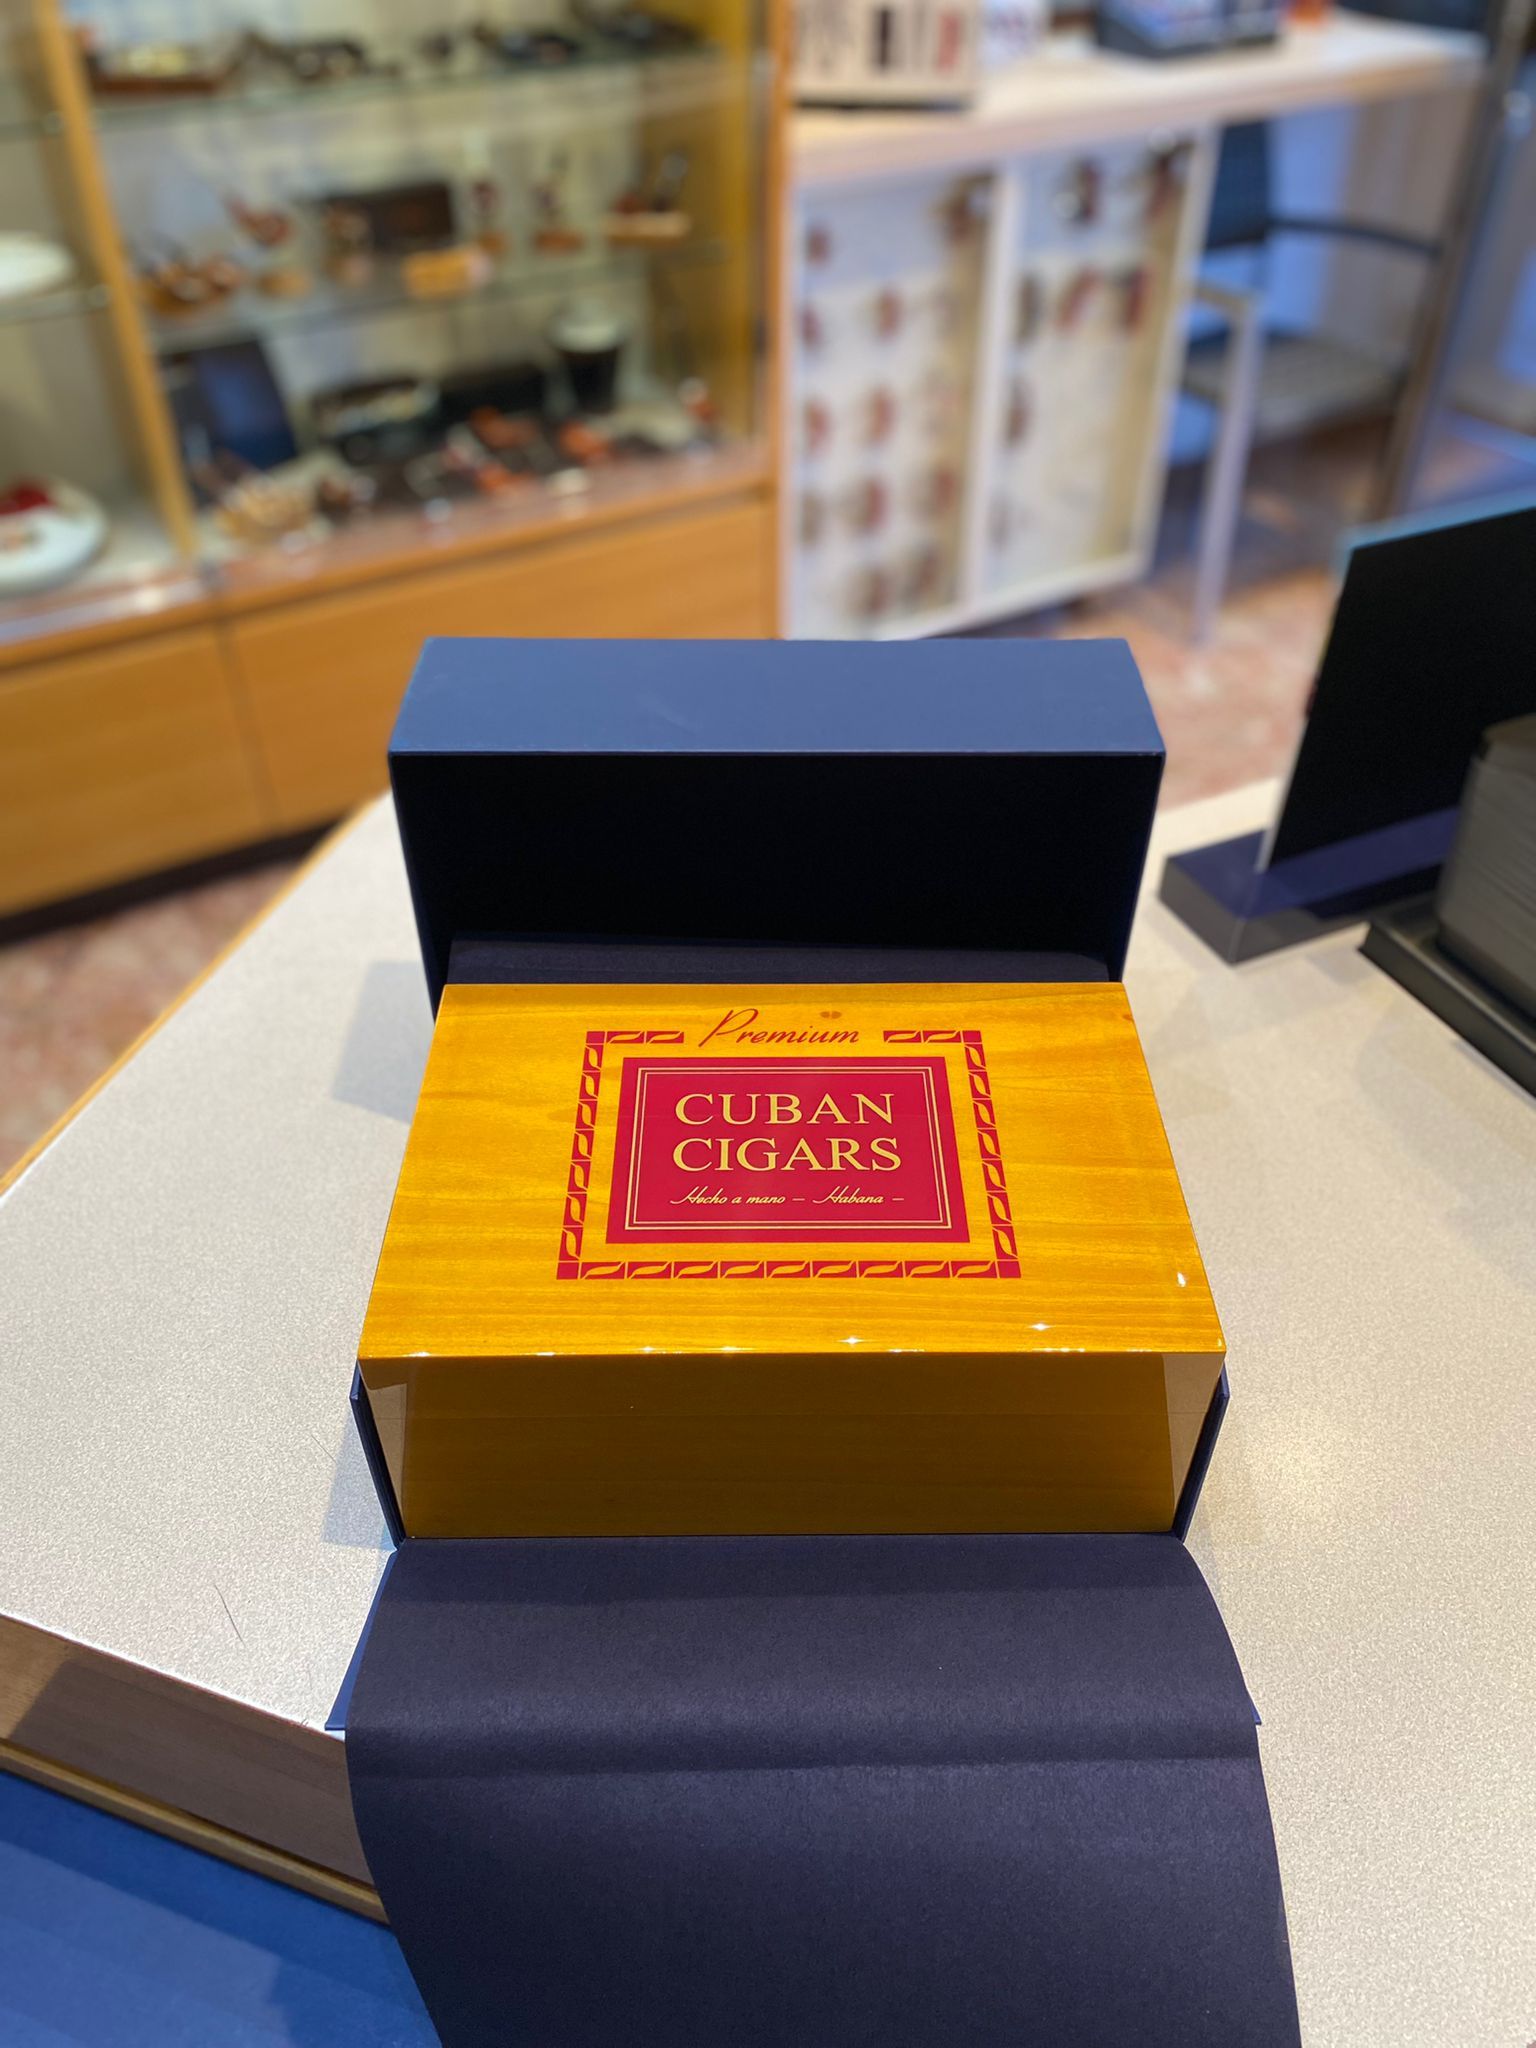 Premium
CUBAN
CIGARS
Hecho a mano – Habana –